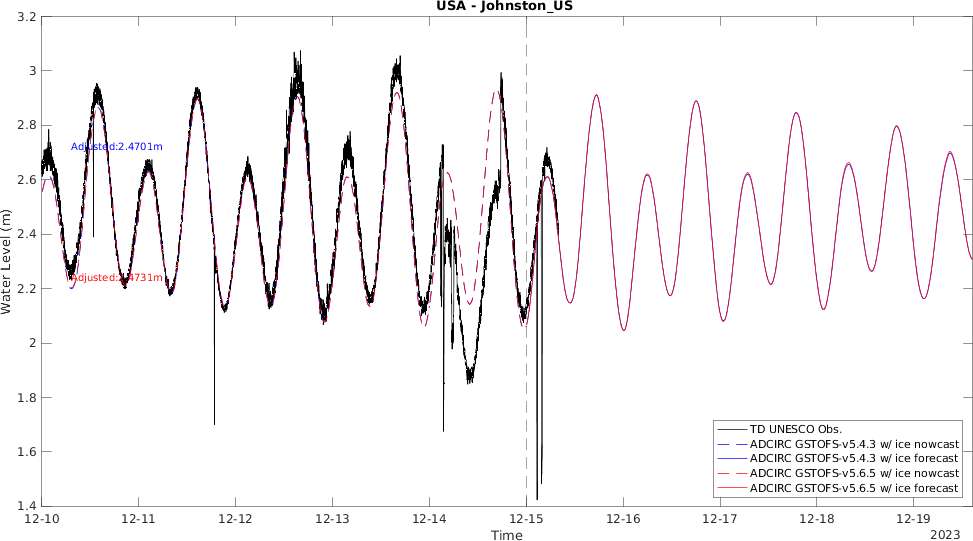 USA - Johnston_US
3.2
3
2.8
2.6
2.4
2.2
2
1.8
1.6
1.4
Water Level (m)
Adjusted:2.4701m
Adjusted:2.4731m
TD UNESCO Obs.
ADCIRC GSTOFS-v5.4.3 w/ ice nowcast
ADCIRC GSTOFS-v5.4.3 w/ ice forecast
ADCIRC GSTOFS-v5.6.5 w/ ice nowcast
ADCIRC GSTOFS-v5.6.5 w/ ice forecast
12-10 12-11 12-12 12-13 12-14 12-15 12-16 12-17 12-18 12-19
Time
2023